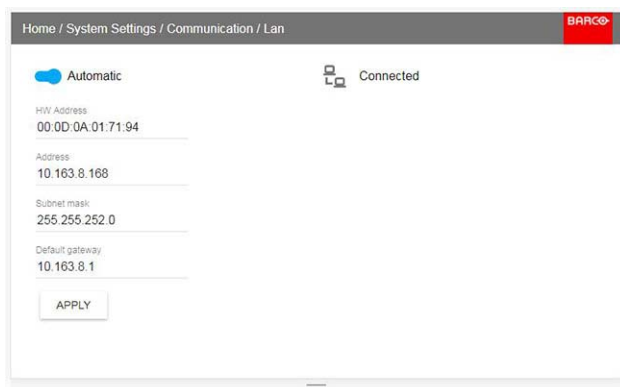 Home / System Settings / Communication / Lan
BARCO
Automatic
Connected
HW Address
00:0D:0A:01:71:94
Address
10.163.8.168
Subnet mask
255.255.252.0
Default gateway
10.163.8.1
APPLY